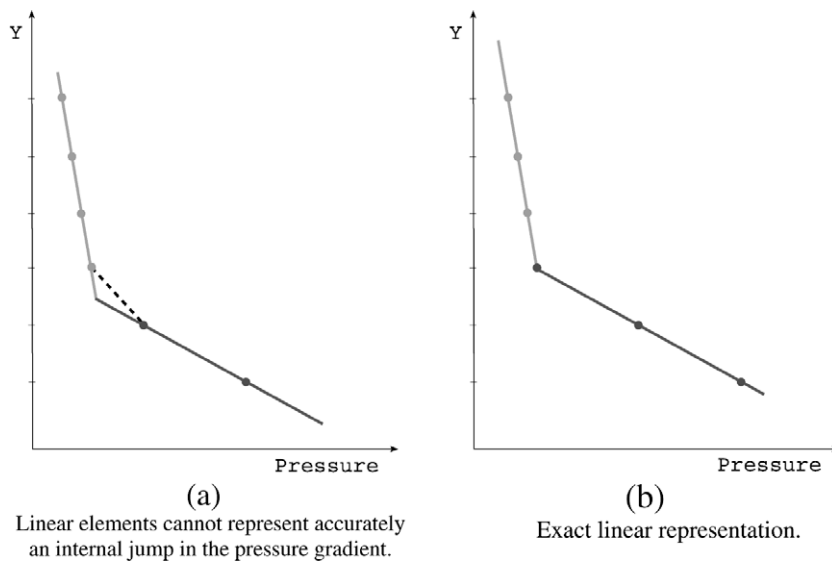 Y
Pressure
(a)
Linear elements cannot represent accurately
an internal jump in the pressure gradient.
Y
Pressure
(b)
Exact linear representation.